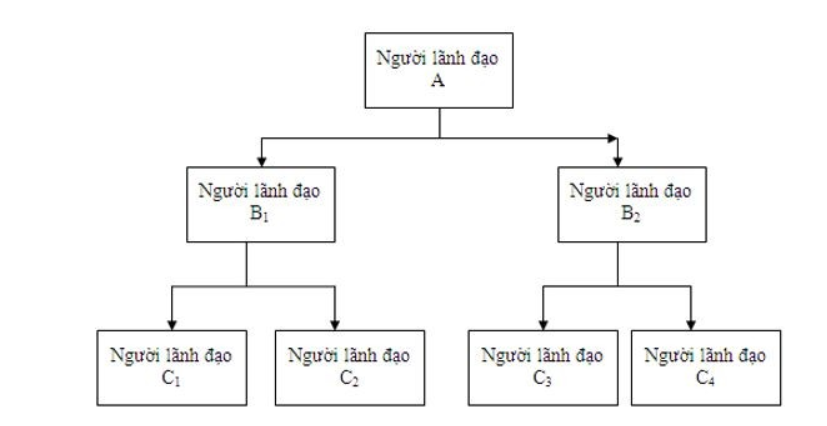 Người lãnh đạo
A
Người lãnh đạo
B₁
Người lãnh đạo
B₂
Người lãnh đạo
C₁
Người lãnh đạo
C₂
Người lãnh đạo
C₃
Người lãnh đạo
C₄